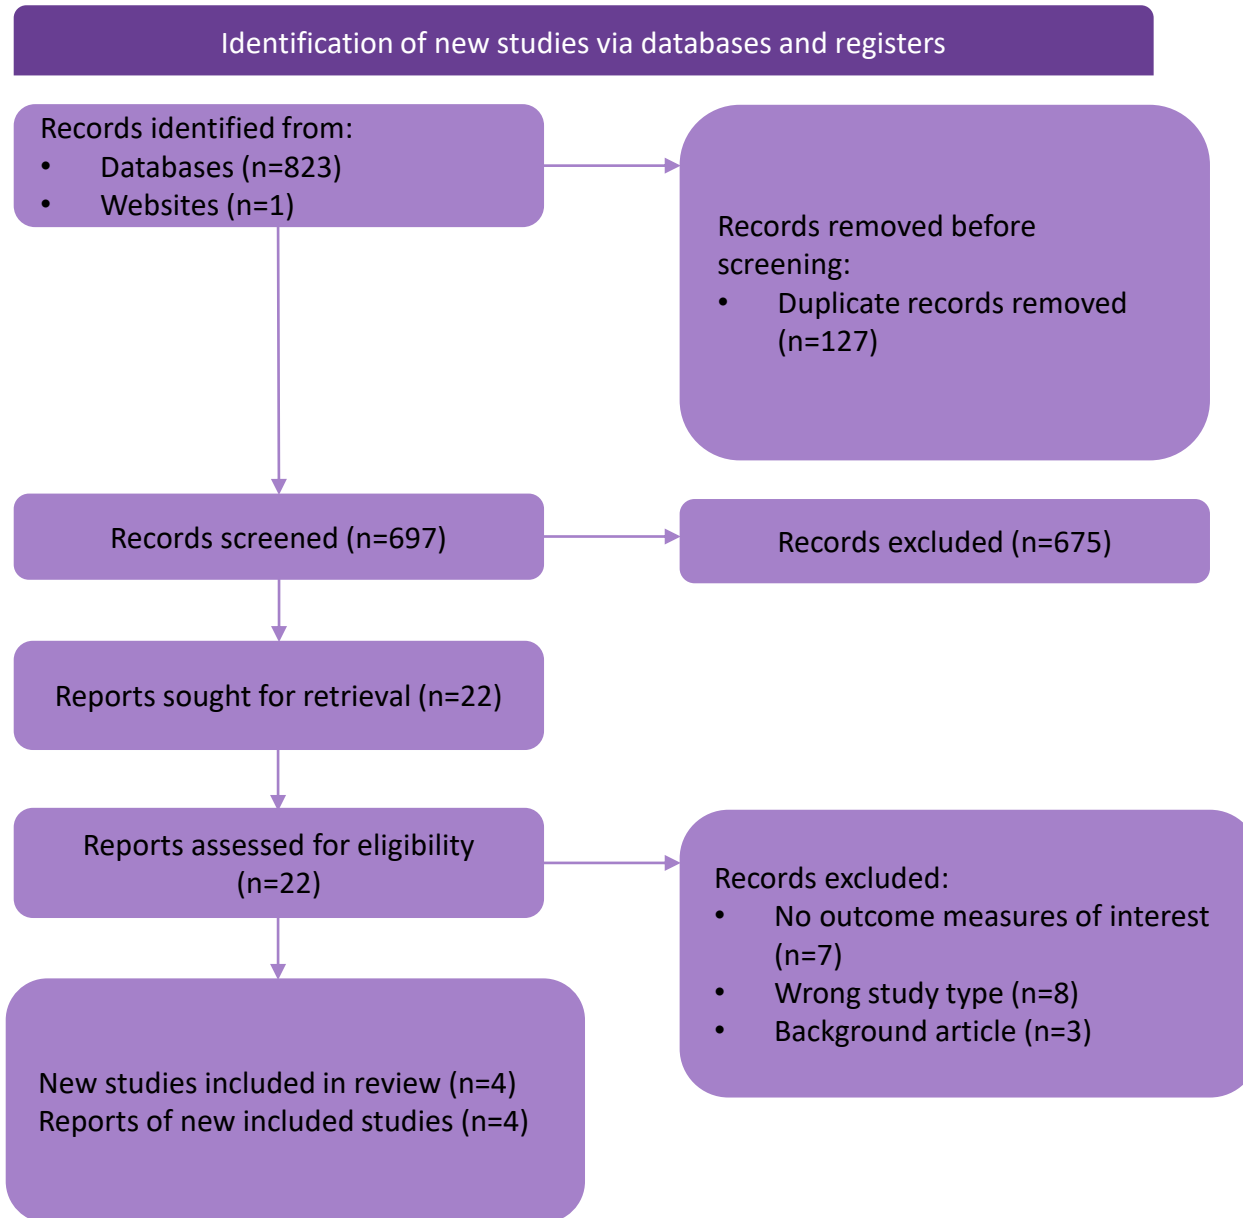 Identification of new studies via databases and registers
Records identified from:
• Databases (n=823)
• Websites (n=1)
Records removed before
screening:
• Duplicate records removed
(n=127)
Records screened (n=697)
Records excluded (n=675)
Reports sought for retrieval (n=22)
Reports assessed for eligibility
(n=22)
Records excluded:
• No outcome measures of interest
(n=7)
• Wrong study type (n=8)
• Background article (n=3)
New studies included in review (n=4)
Reports of new included studies (n=4)